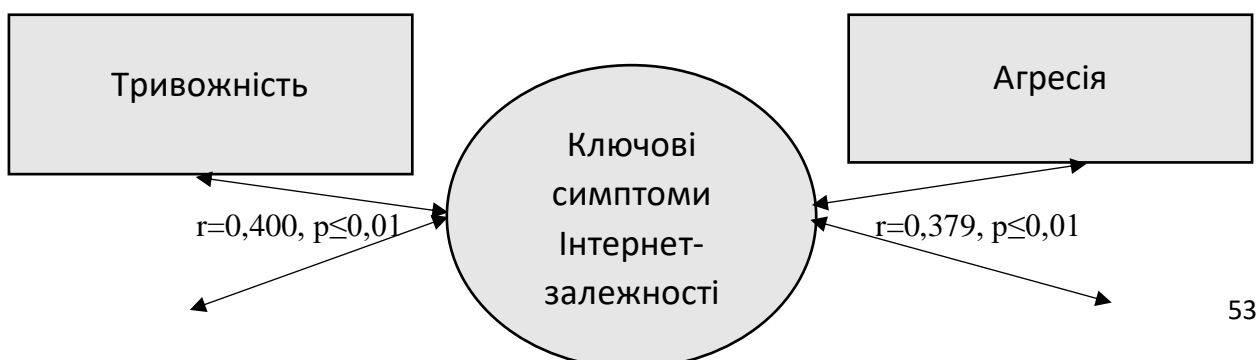 Тривожність
Агресія
Ключові
симптоми
Інтернет-
залежності
r=0,400, p≤0,01
r=0,379, p≤0,01
53